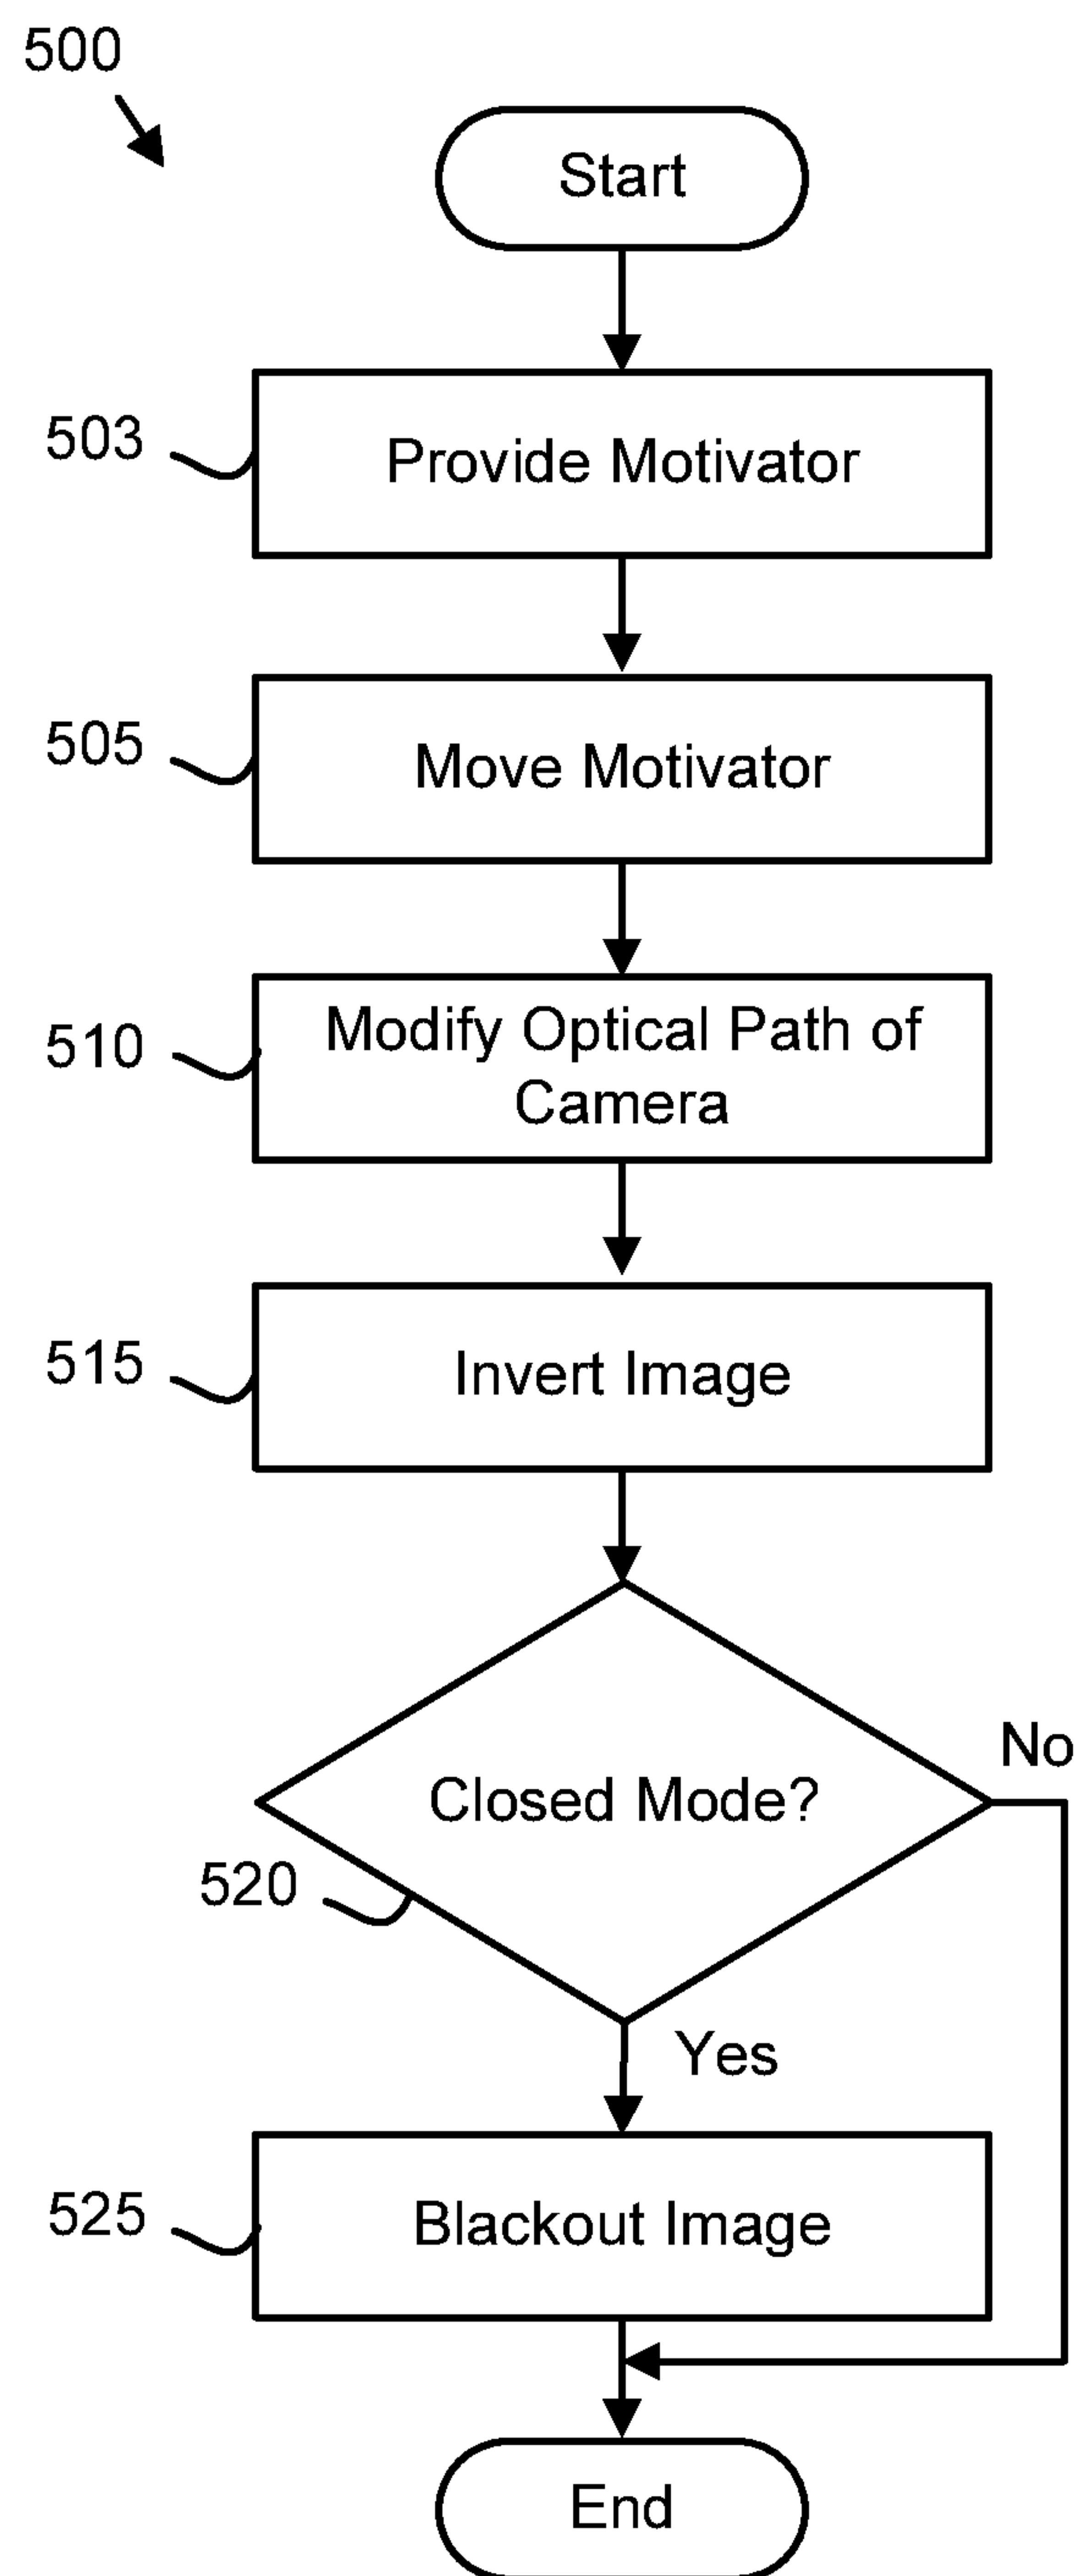 500
Start
503
Provide Motivator
505
Move Motivator
510
Modify Optical Path of
Camera
515
Invert Image
Closed Mode?
No
520
Yes
525
Blackout Image
End